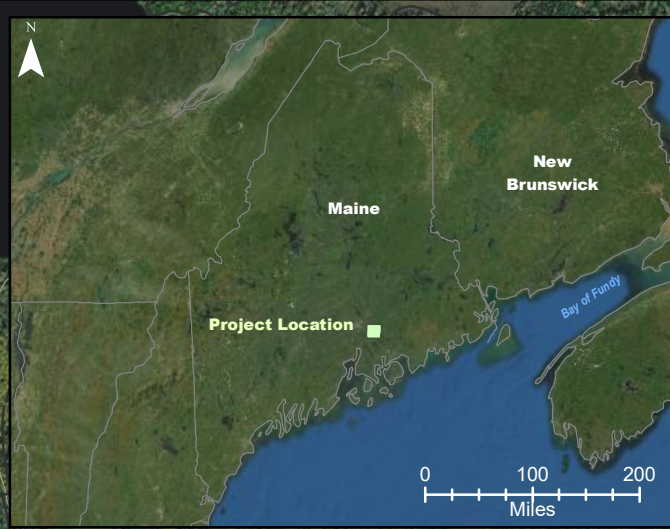 N
Maine
New
Brunswick
Project Location
Bay of Fundy
0 100 200
Miles